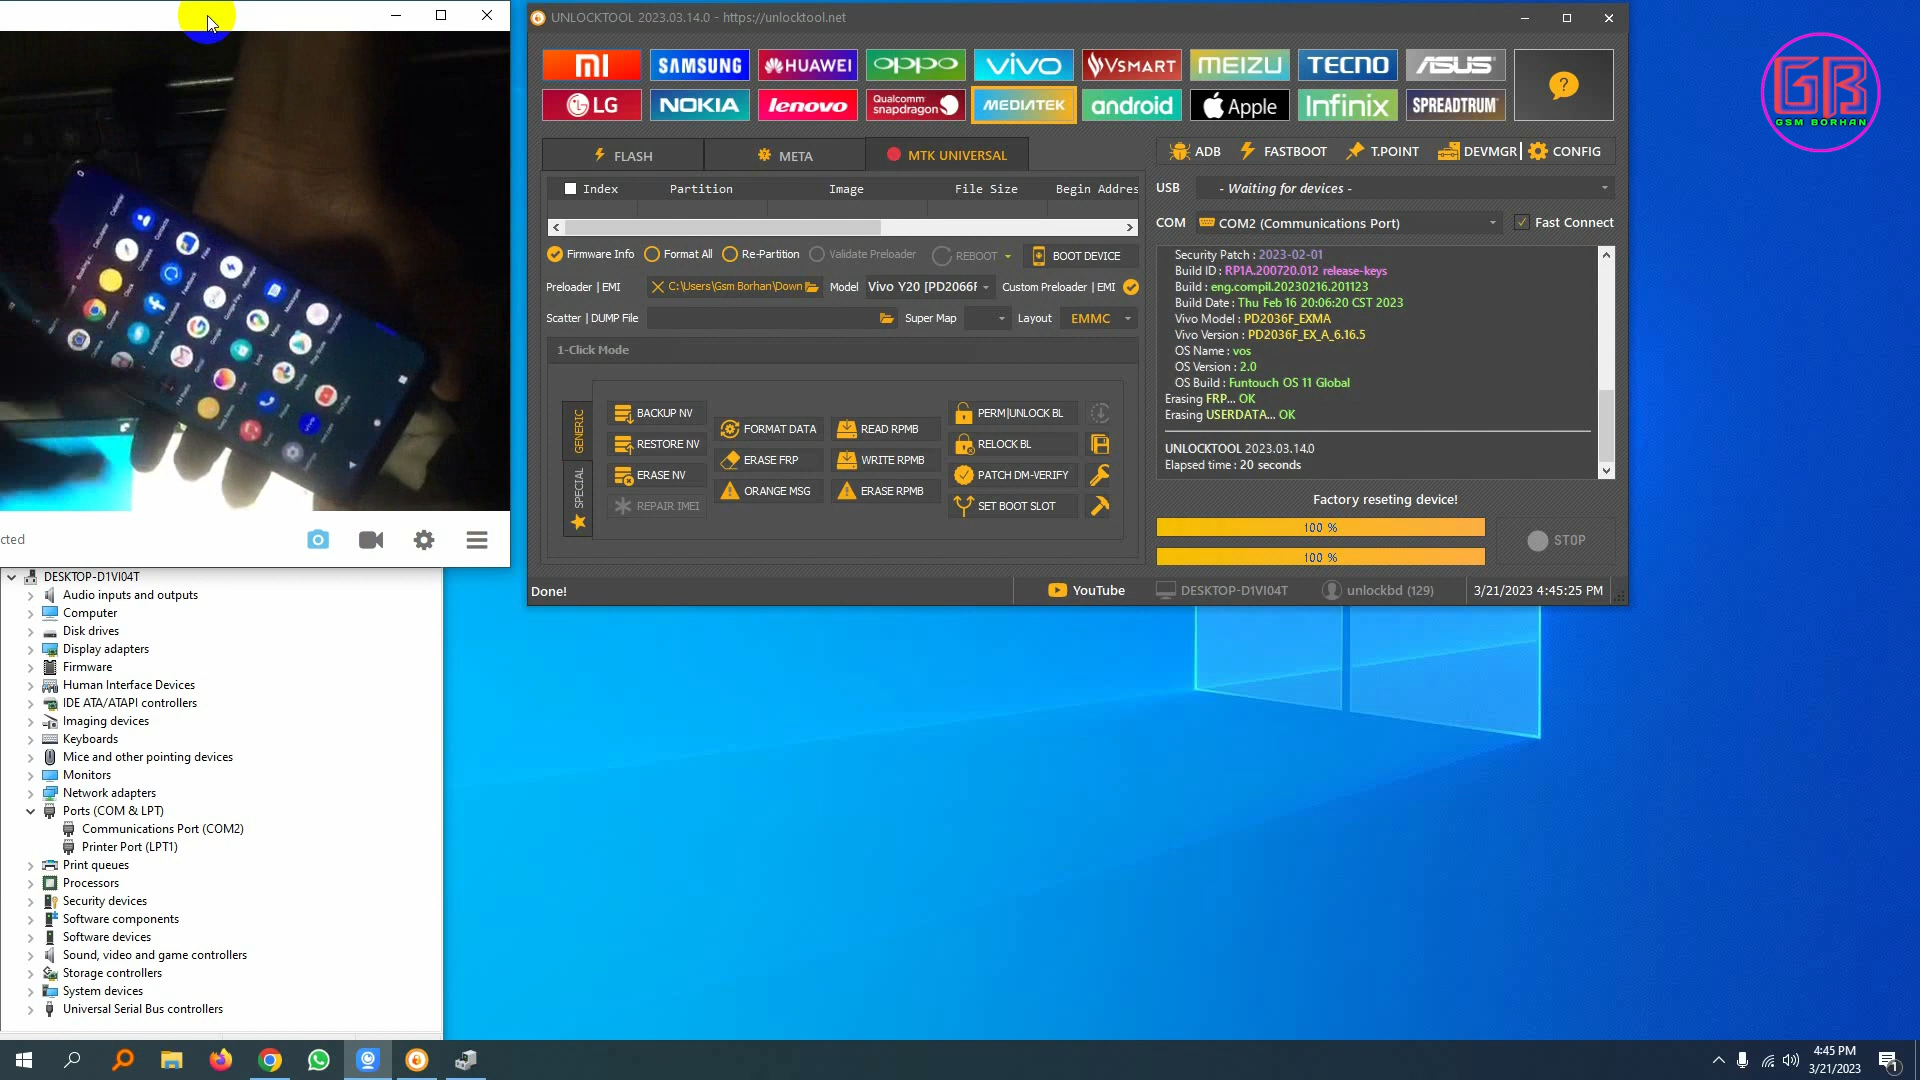 UNLOCKTOOL 2023.03.14.0 - https://unlocktool.net
mi SAMSUNG HUAWEI oppo vivo VSMART MEIZU TECNO ASUS
LG NOKIA lenovo Qualcomm snapdragon MEDIATEK android Apple Infinix SPREADTRUM
?
GB
GSM BORHAN
FLASH META MTK UNIVERSAL
ADB FASTBOOT T.POINT DEVMGR CONFIG
Index Partition Image File Size Begin Addres
USB - Waiting for devices -
COM COM2 (Communications Port) Fast Connect
Firmware Info Format All Re-Partition Validate Preloader REBOOT BOOT DEVICE
Preloader | EMI C:\Users\Gsm Borhan\Down Model Vivo Y20 [PD2066F Custom Preloader | EMI
Scatter | DUMP File Super Map Layout EMMC
1-Click Mode
GENERIC
SPECIAL
BACKUP NV
RESTORE NV
ERASE NV
REPAIR IMEI
FORMAT DATA
ERASE FRP
ORANGE MSG
READ RPMB
WRITE RPMB
ERASE RPMB
PERM|UNLOCK BL
RELOCK BL
PATCH DM-VERIFY
SET BOOT SLOT
Security Patch : 2023-02-01
Build ID : RP1A.200720.012 release-keys
Build : eng.compil.20230216.201123
Build Date : Thu Feb 16 20:06:20 CST 2023
Vivo Model : PD2036F_EXMA
Vivo Version : PD2036F_EX_A_6.16.5
OS Name : vos
OS Version : 2.0
OS Build : Funtouch OS 11 Global
Erasing FRP... OK
Erasing USERDATA... OK
UNLOCKTOOL 2023.03.14.0
Elapsed time : 20 seconds
Factory reseting device!
100 %
100 %
STOP
Done! YouTube DESKTOP-D1VI04T unlockbd (129) 3/21/2023 4:45:25 PM
cted
DESKTOP-D1VI04T
Audio inputs and outputs
Computer
Disk drives
Display adapters
Firmware
Human Interface Devices
IDE ATA/ATAPI controllers
Imaging devices
Keyboards
Mice and other pointing devices
Monitors
Network adapters
Ports (COM & LPT)
Communications Port (COM2)
Printer Port (LPT1)
Print queues
Processors
Security devices
Software components
Software devices
Sound, video and game controllers
Storage controllers
System devices
Universal Serial Bus controllers
4:45 PM
3/21/2023
1